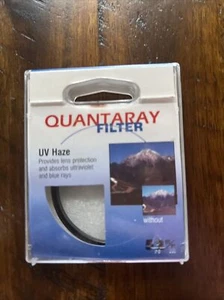 QUANTARAY
FILTER
UV Haze
Provides lens protection
and absorbs ultraviolet
and blue rays
without